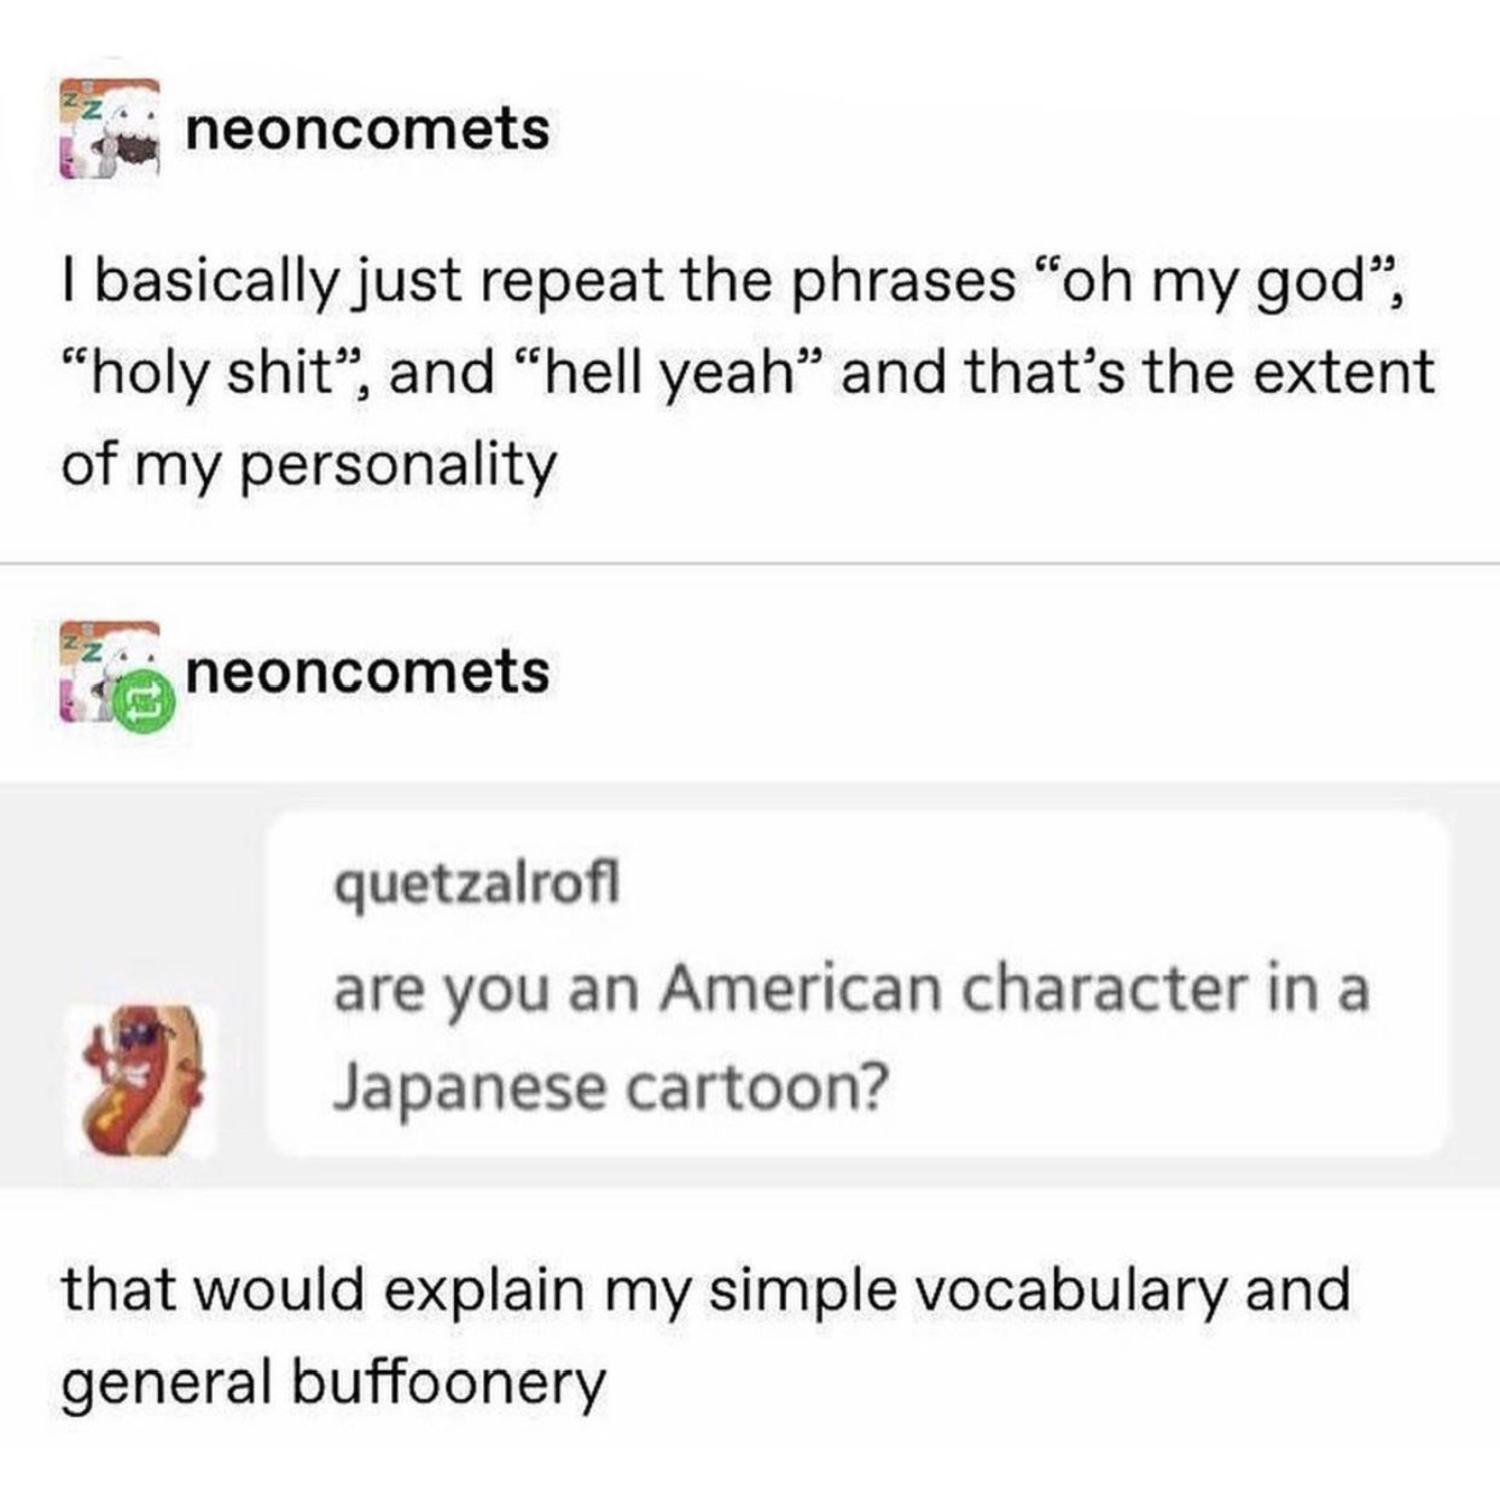 neoncomets
I basically just repeat the phrases “oh my god”,
“holy shit”, and “hell yeah” and that’s the extent
of my personality
neoncomets
quetzalrofl
are you an American character in a
Japanese cartoon?
that would explain my simple vocabulary and
general buffoonery